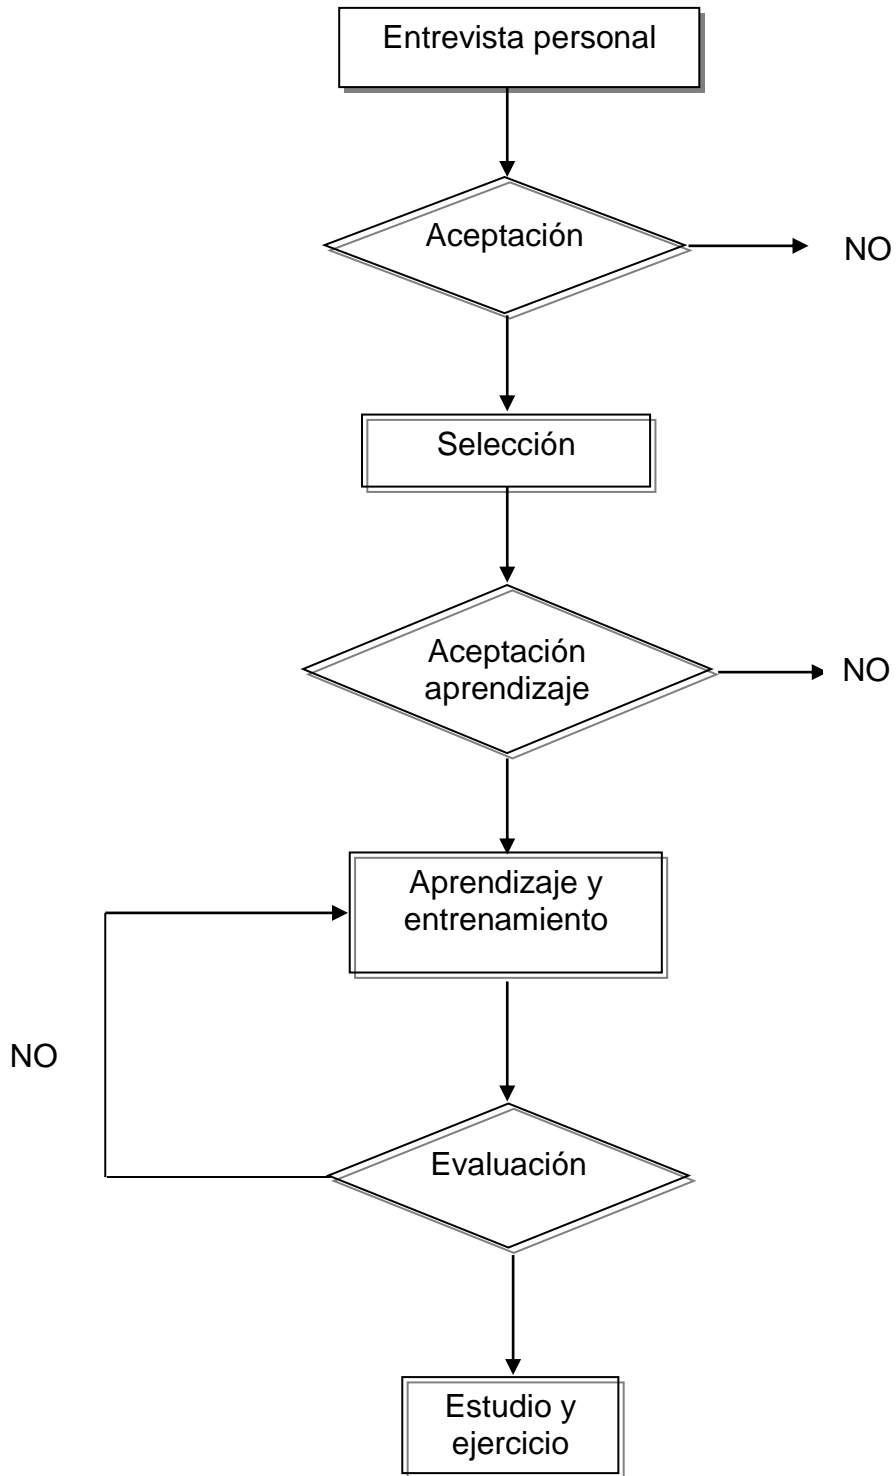 Entrevista personal
Aceptación
NO
Selección
Aceptación
aprendizaje
NO
Aprendizaje y
entrenamiento
NO
Evaluación
Estudio y
ejercicio